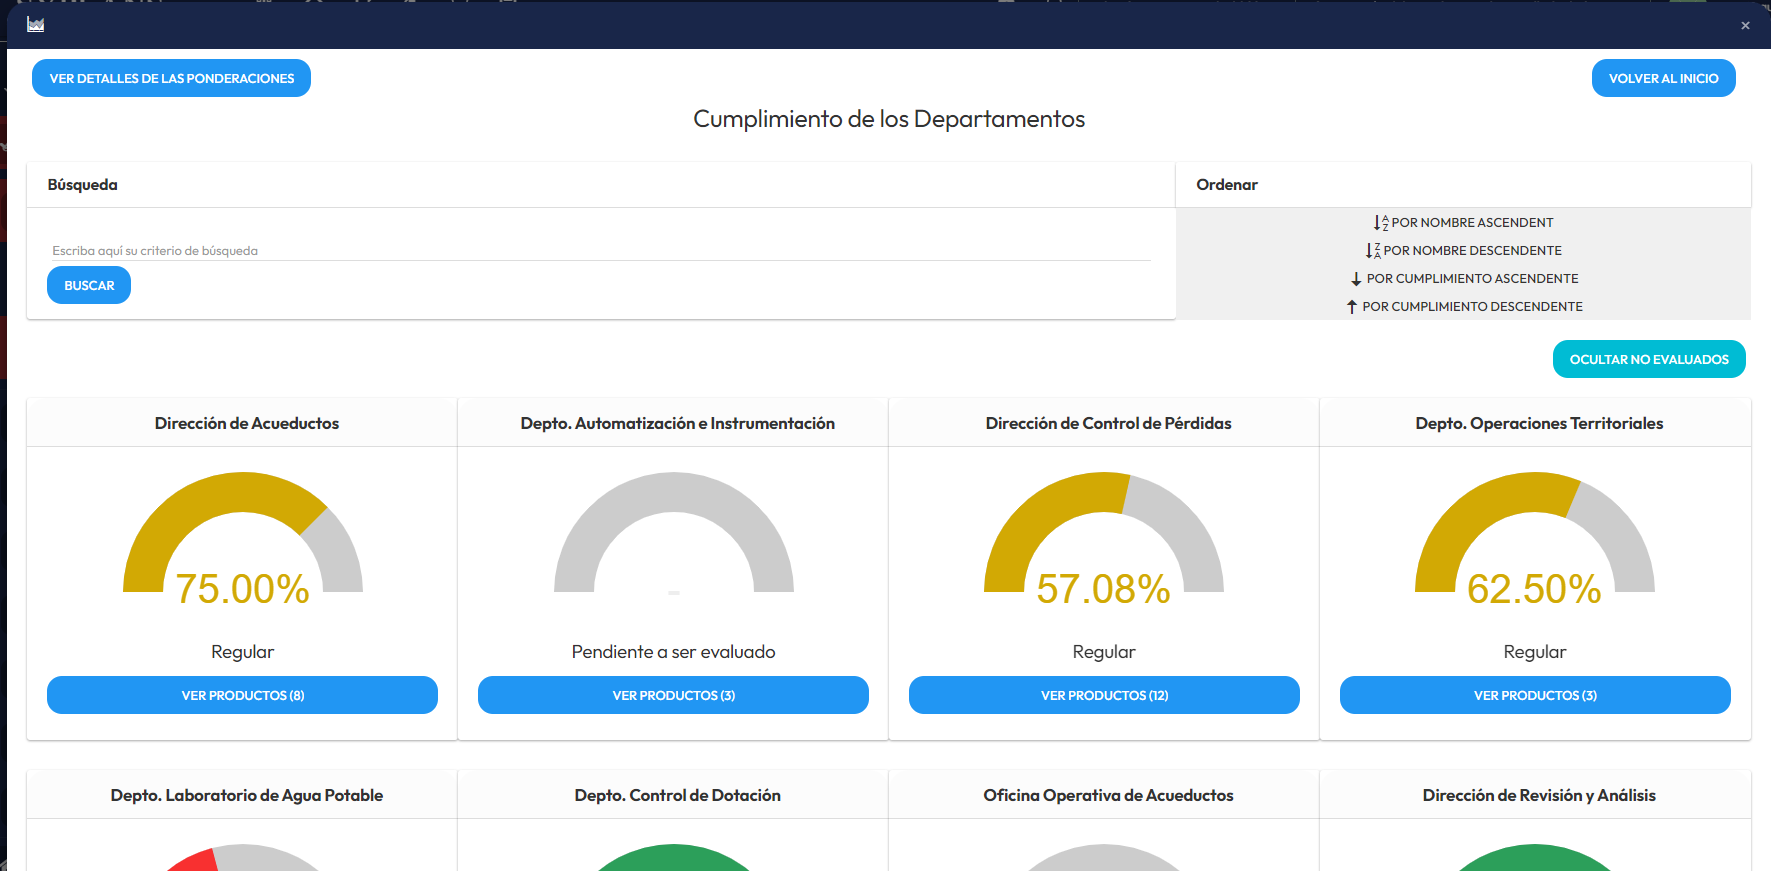 VER DETALLES DE LAS PONDERACIONES
VOLVER AL INICIO
Cumplimiento de los Departamentos
Búsqueda
Ordenar
Escriba aquí su criterio de búsqueda
BUSCAR
POR NOMBRE ASCENDENT
POR NOMBRE DESCENDENTE
POR CUMPLIMIENTO ASCENDENTE
POR CUMPLIMIENTO DESCENDENTE
OCULTAR NO EVALUADOS
Dirección de Acueductos
75.00%
Regular
VER PRODUCTOS (8)
Depto. Automatización e Instrumentación
-
Pendiente a ser evaluado
VER PRODUCTOS (3)
Dirección de Control de Pérdidas
57.08%
Regular
VER PRODUCTOS (12)
Depto. Operaciones Territoriales
62.50%
Regular
VER PRODUCTOS (3)
Depto. Laboratorio de Agua Potable
Depto. Control de Dotación
Oficina Operativa de Acueductos
Dirección de Revisión y Análisis